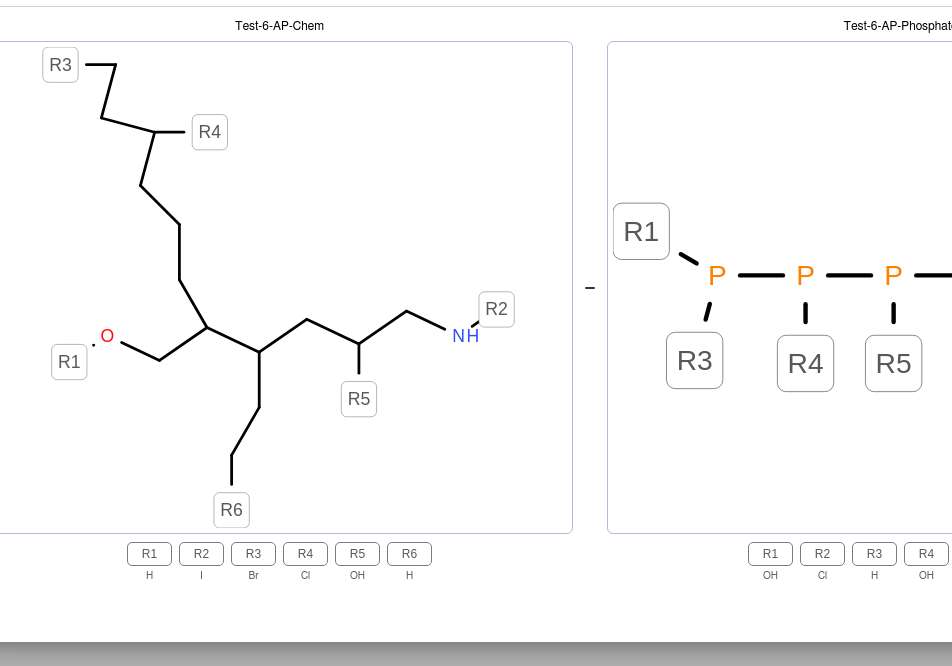 Test-6-AP-Chem
R3
R4
R2
O
NH
R1
R5
R6
R1 R2 R3 R4 R5 R6
H I Br Cl OH H
–
Test-6-AP-Phosphat
R1
P P P
R3 R4 R5
R1 R2 R3 R4
OH Cl H OH